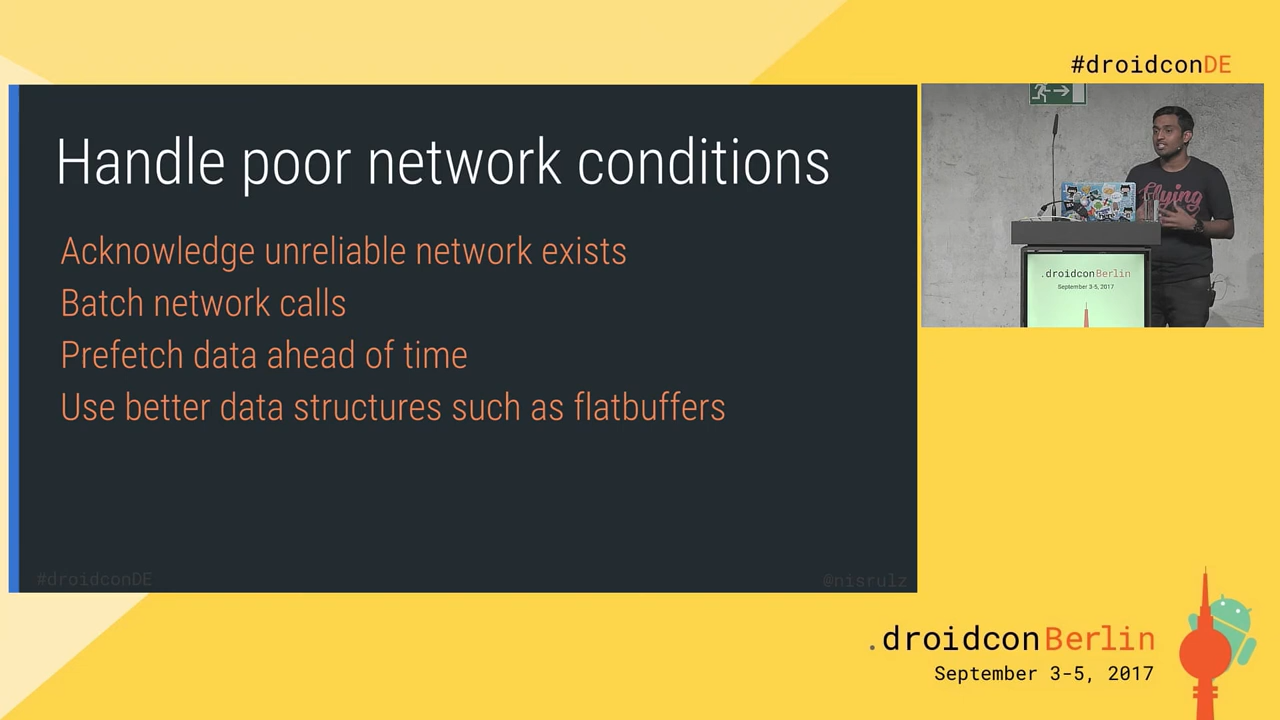 #droidconDE
Handle poor network conditions
Acknowledge unreliable network exists
Batch network calls
Prefetch data ahead of time
Use better data structures such as flatbuffers
#droidconDE
@nisrulz
Flying
.droidconBerlin
September 3-5, 2017
.droidconBerlin
September 3-5, 2017